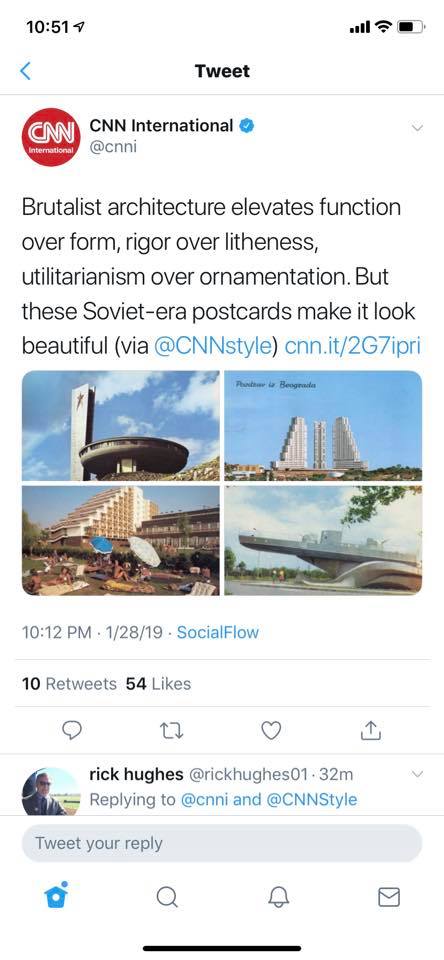 10:51
Tweet
CNN
International
CNN International
@cnni
Brutalist architecture elevates function
over form, rigor over litheness,
utilitarianism over ornamentation. But
these Soviet-era postcards make it look
beautiful (via @CNNstyle) cnn.it/2G7ipri
Pozdrav iz Beograda
10:12 PM · 1/28/19 · SocialFlow
10 Retweets 54 Likes
rick hughes @rickhughes01 · 32m
Replying to @cnni and @CNNStyle
Tweet your reply